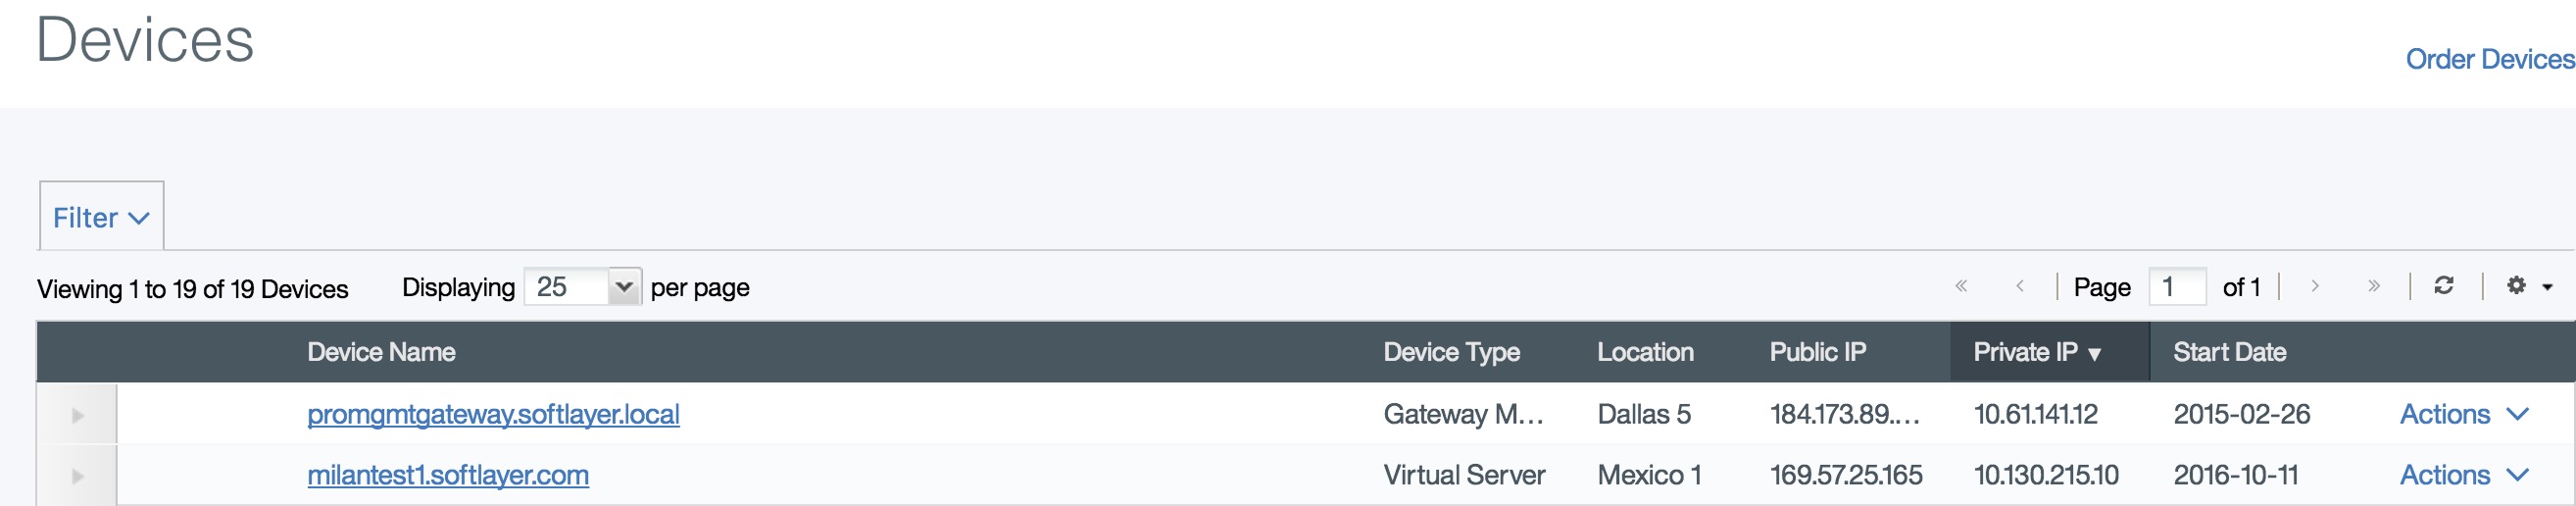 Devices
Order Devices
Filter
Viewing 1 to 19 of 19 Devices Displaying 25 per page « ‹ | Page 1 of 1 | › » | |
Device Name Device Type Location Public IP Private IP ▼ Start Date
promgmtgateway.softlayer.local Gateway M... Dallas 5 184.173.89.... 10.61.141.12 2015-02-26 Actions
milantest1.softlayer.com Virtual Server Mexico 1 169.57.25.165 10.130.215.10 2016-10-11 Actions